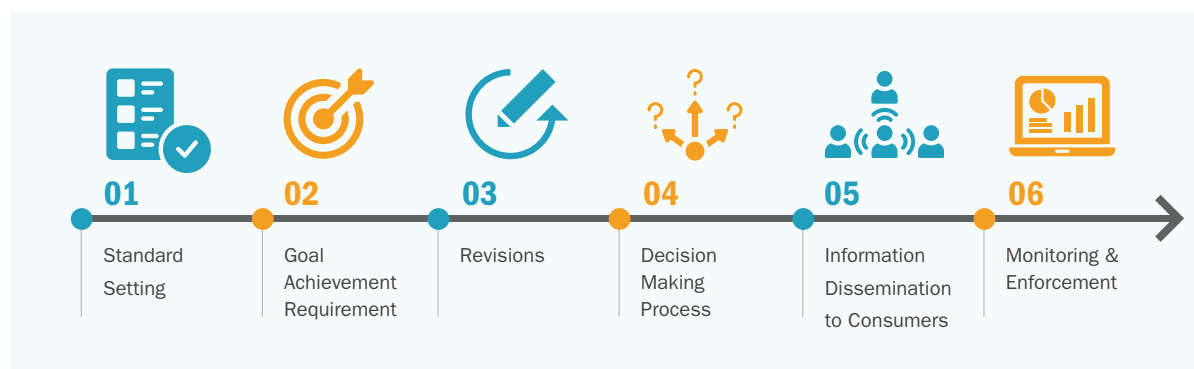 01
Standard
Setting
02
Goal
Achievement
Requirement
03
Revisions
04
Decision
Making
Process
05
Information
Dissemination
to Consumers
06
Monitoring &
Enforcement